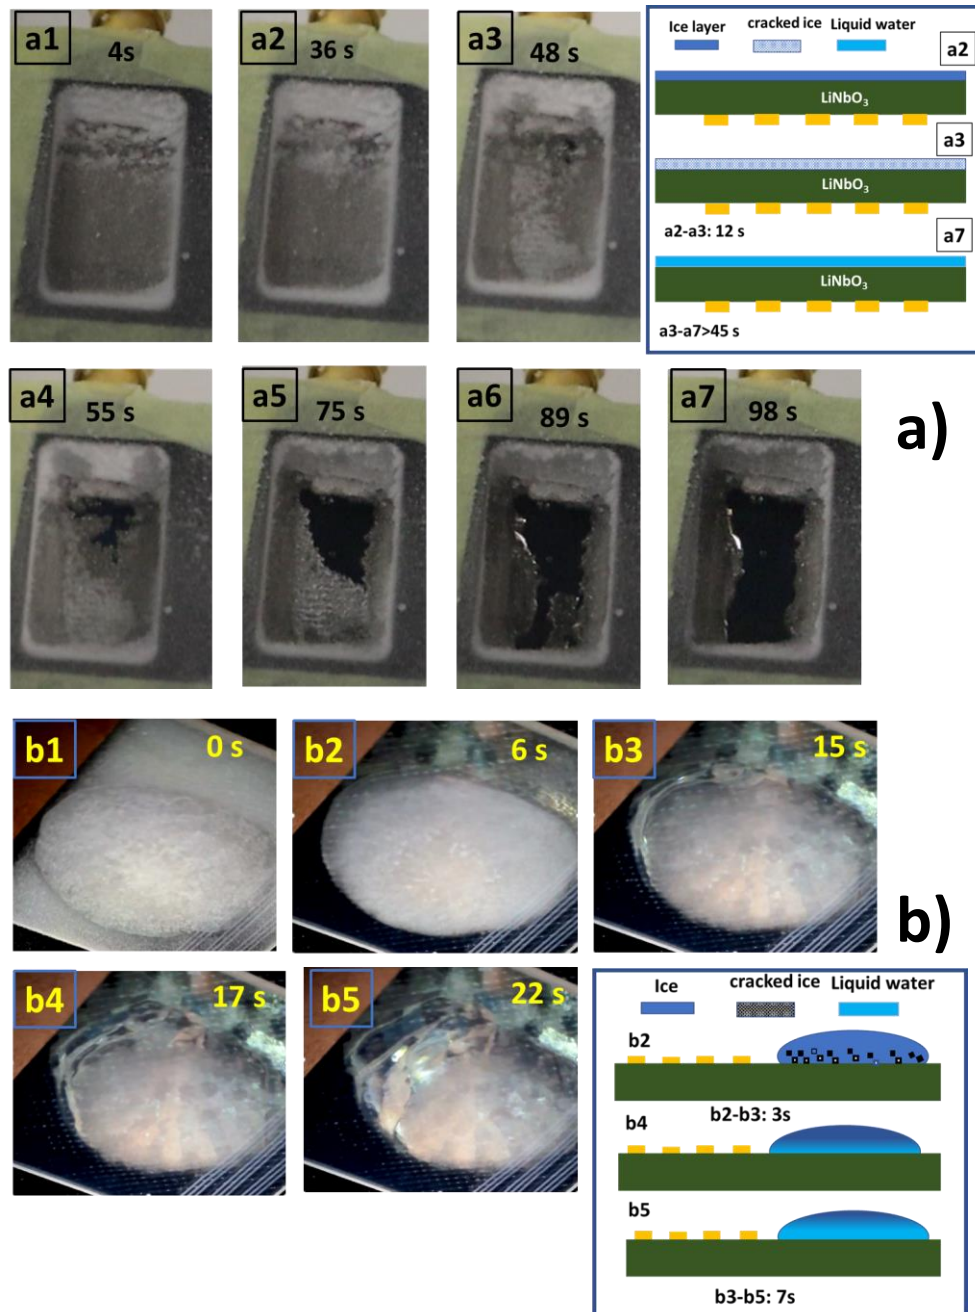 a1
4s
a2
36 s
a3
48 s
Ice layer
cracked ice
Liquid water
a2
LiNbO3
a3
LiNbO3
a2-a3: 12 s
a7
LiNbO3
a3-a7>45 s
a4
55 s
a5
75 s
a6
89 s
a7
98 s
a)
b1
0 s
b2
6 s
b3
15 s
b)
b4
17 s
b5
22 s
Ice
cracked ice
Liquid water
b2
b2-b3: 3s
b4
b5
b3-b5: 7s